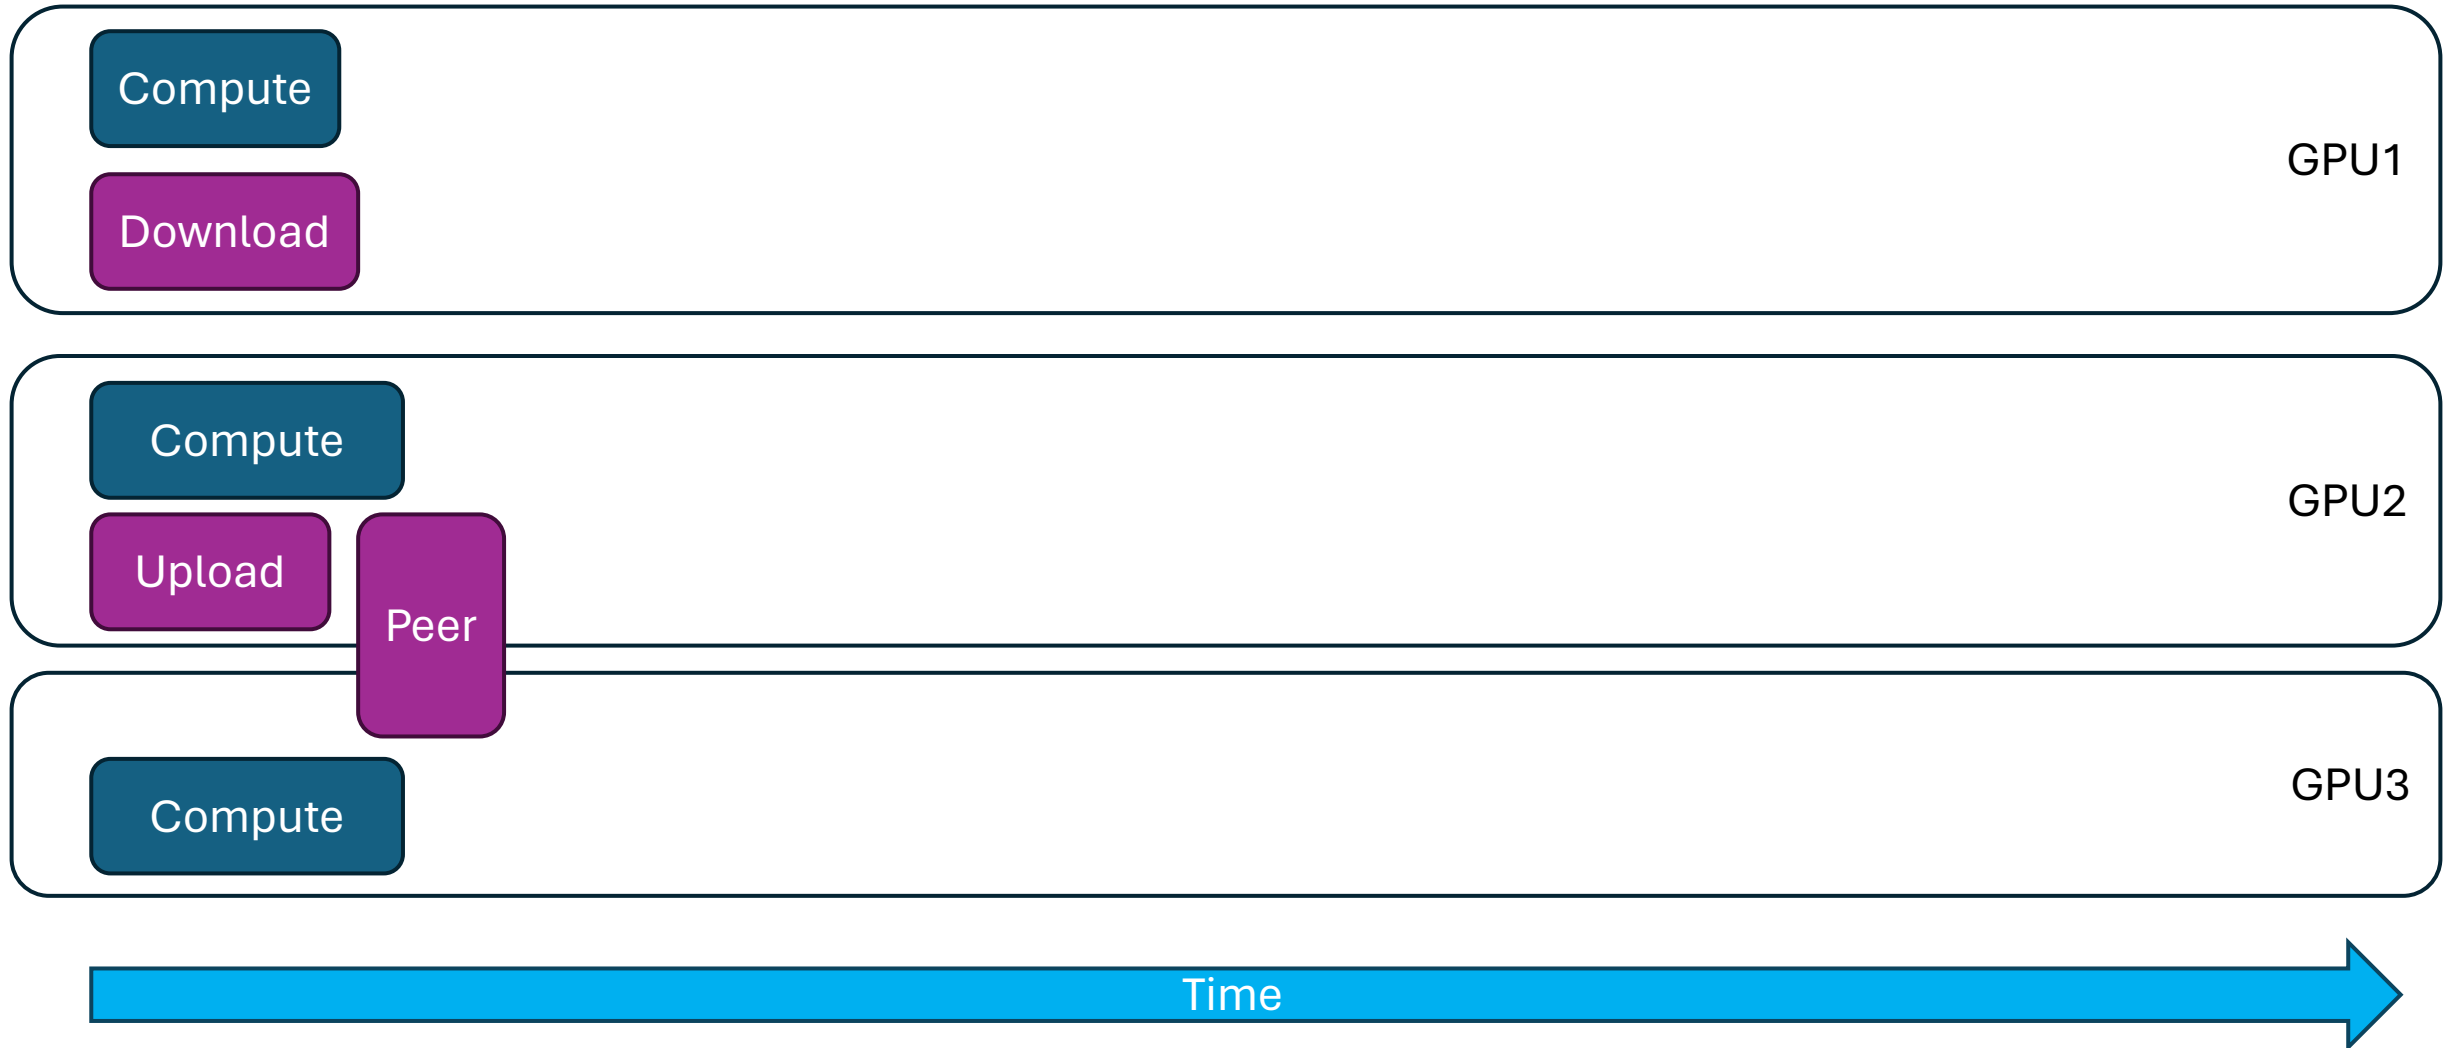 Compute
Download
GPU1
Compute
Upload
Peer
GPU2
Compute
GPU3
Time